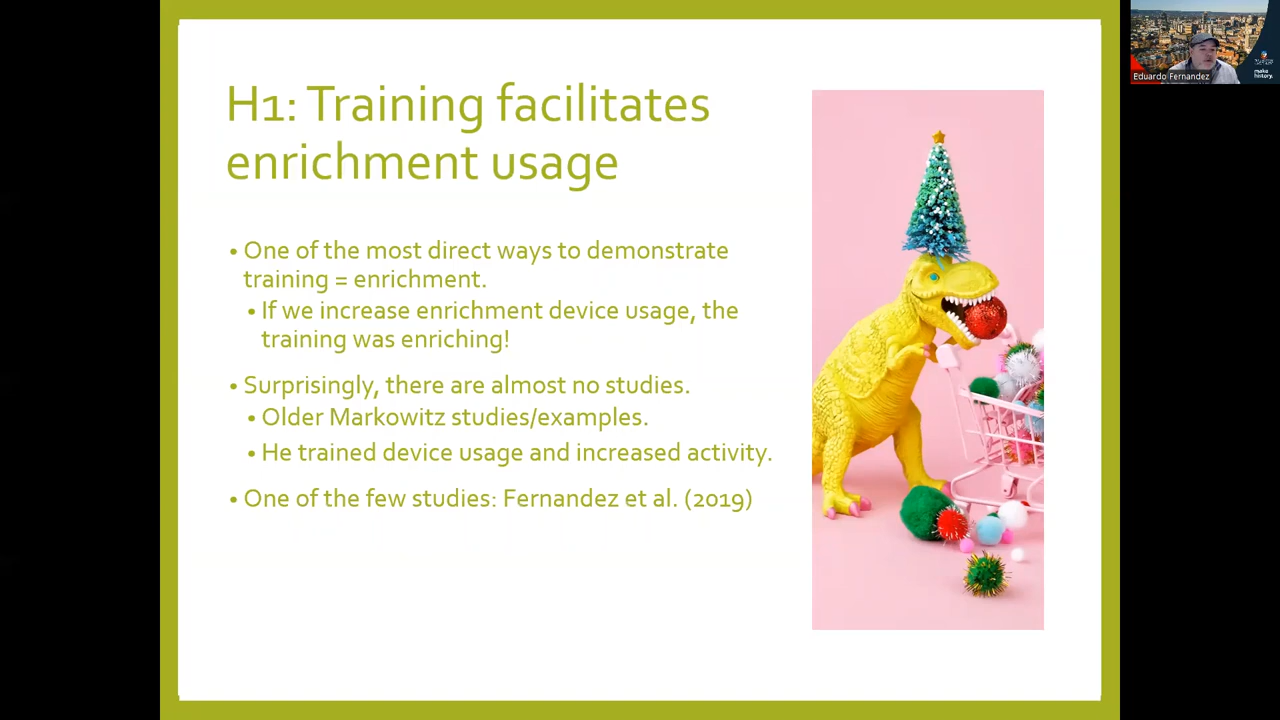 H1: Training facilitates
enrichment usage
• One of the most direct ways to demonstrate
training = enrichment.
• If we increase enrichment device usage, the
training was enriching!
• Surprisingly, there are almost no studies.
• Older Markowitz studies/examples.
• He trained device usage and increased activity.
• One of the few studies: Fernandez et al. (2019)
Eduardo Fernandez
make
history.